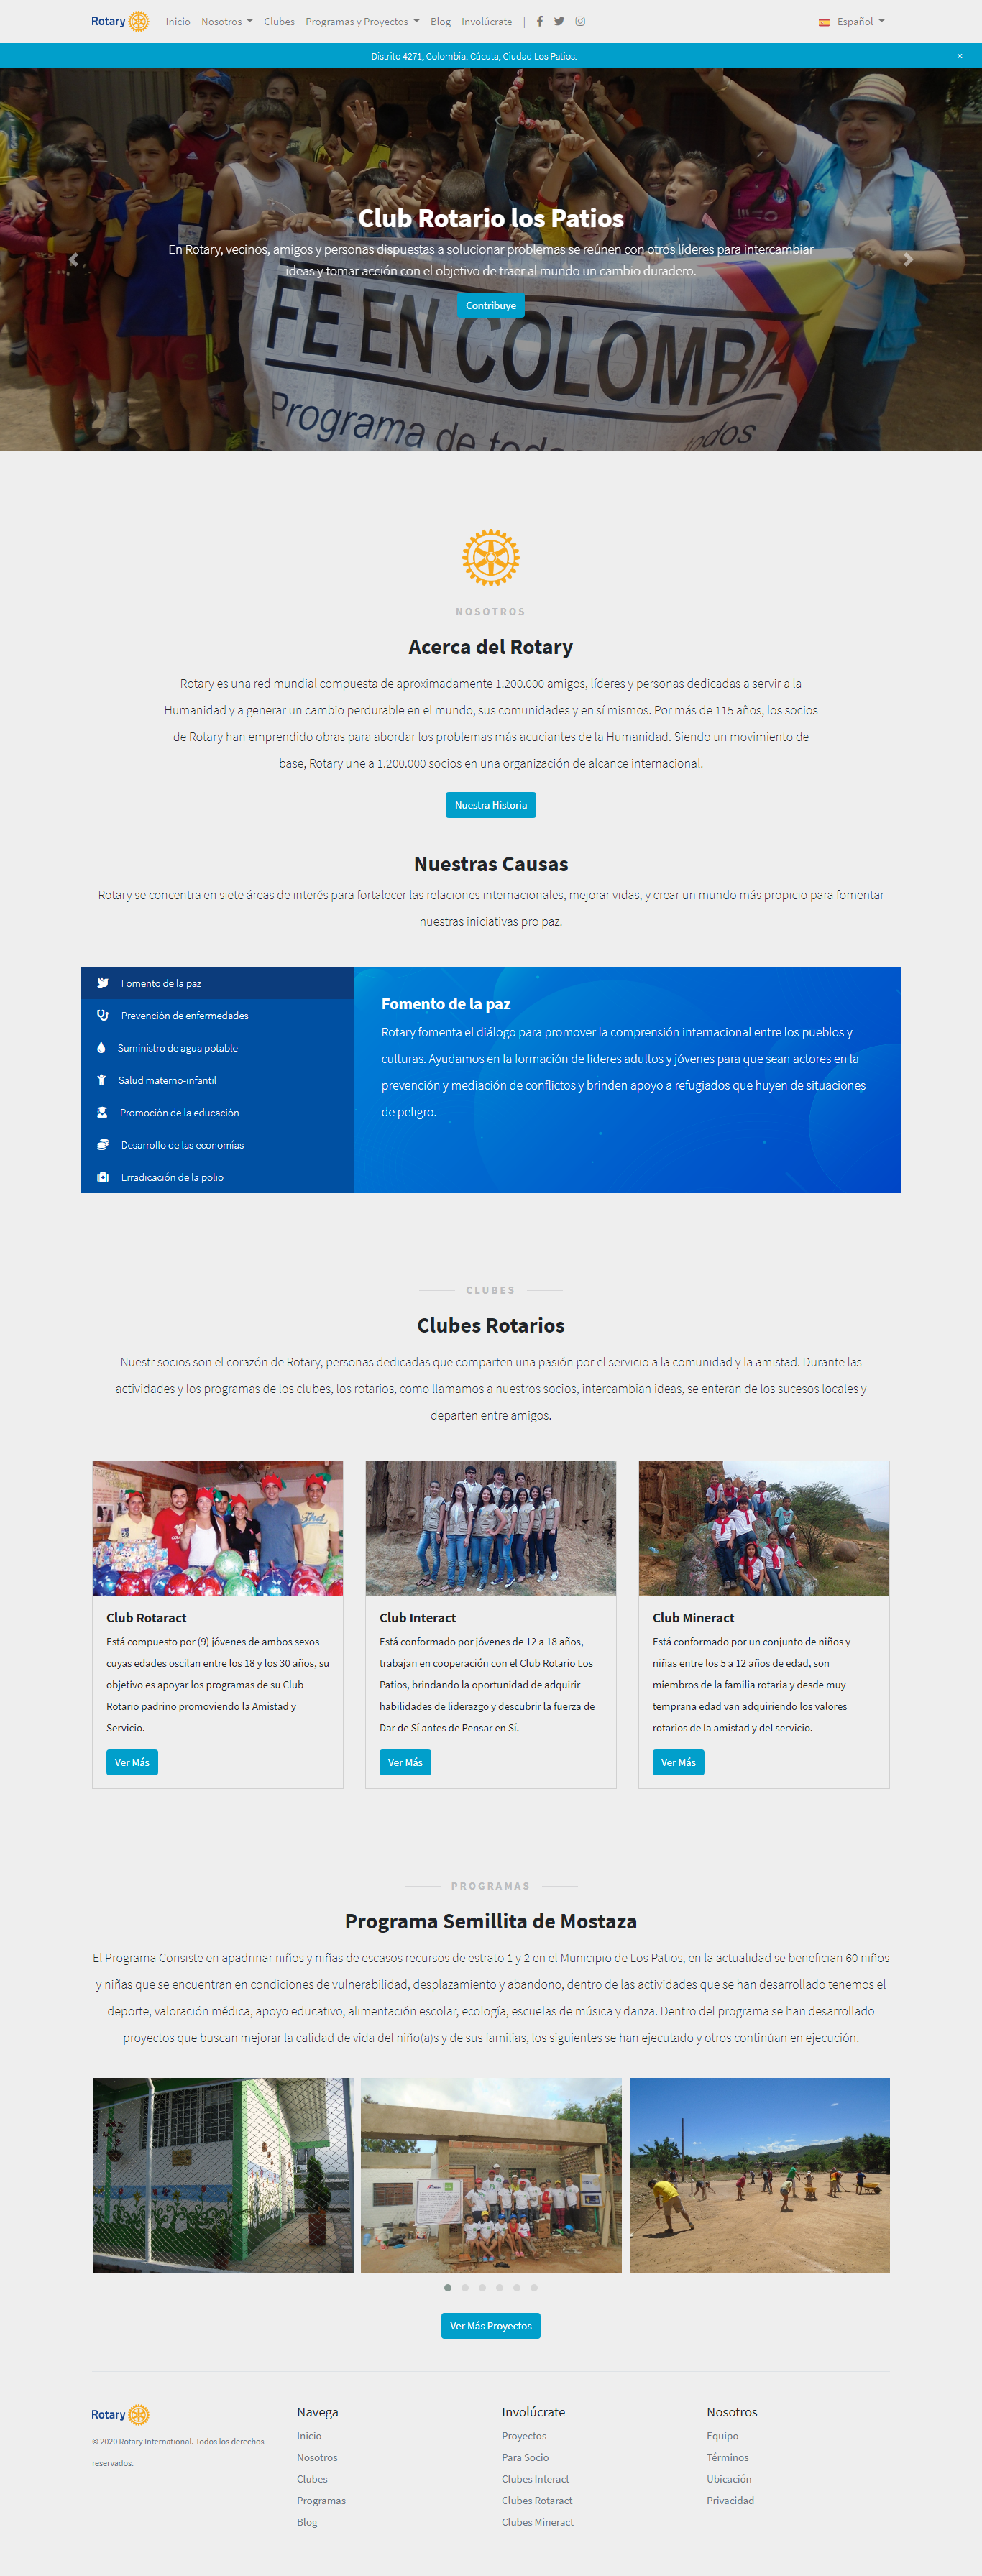 Rotary
Inicio
Nosotros
Clubes
Programas y Proyectos
Blog
Involúcrate
|
Español
Distrito 4271, Colombia. Cúcuta, Ciudad Los Patios.
×
Club Rotario los Patios
En Rotary, vecinos, amigos y personas dispuestas a solucionar problemas se reúnen con otros líderes para intercambiar
ideas y tomar acción con el objetivo de traer al mundo un cambio duradero.
Contribuye
FE EN COLOMBIA
Programa de todos
todos
NOSOTROS
Acerca del Rotary
Rotary es una red mundial compuesta de aproximadamente 1.200.000 amigos, líderes y personas dedicadas a servir a la
Humanidad y a generar un cambio perdurable en el mundo, sus comunidades y en sí mismos. Por más de 115 años, los socios
de Rotary han emprendido obras para abordar los problemas más acuciantes de la Humanidad. Siendo un movimiento de
base, Rotary une a 1.200.000 socios en una organización de alcance internacional.
Nuestra Historia
Nuestras Causas
Rotary se concentra en siete áreas de interés para fortalecer las relaciones internacionales, mejorar vidas, y crear un mundo más propicio para fomentar
nuestras iniciativas pro paz.
Fomento de la paz
Prevención de enfermedades
Suministro de agua potable
Salud materno-infantil
Promoción de la educación
Desarrollo de las economías
Erradicación de la polio
Fomento de la paz
Rotary fomenta el diálogo para promover la comprensión internacional entre los pueblos y
culturas. Ayudamos en la formación de líderes adultos y jóvenes para que sean actores en la
prevención y mediación de conflictos y brinden apoyo a refugiados que huyen de situaciones
de peligro.
CLUBES
Clubes Rotarios
Nuestr socios son el corazón de Rotary, personas dedicadas que comparten una pasión por el servicio a la comunidad y la amistad. Durante las
actividades y los programas de los clubes, los rotarios, como llamamos a nuestros socios, intercambian ideas, se enteran de los sucesos locales y
departen entre amigos.
Club Rotaract
Está compuesto por (9) jóvenes de ambos sexos
cuyas edades oscilan entre los 18 y los 30 años, su
objetivo es apoyar los programas de su Club
Rotario padrino promoviendo la Amistad y
Servicio.
Ver Más
Club Interact
Está conformado por jóvenes de 12 a 18 años,
trabajan en cooperación con el Club Rotario Los
Patios, brindando la oportunidad de adquirir
habilidades de liderazgo y descubrir la fuerza de
Dar de Sí antes de Pensar en Sí.
Ver Más
Club Mineract
Está conformado por un conjunto de niños y
niñas entre los 5 a 12 años de edad, son
miembros de la familia rotaria y desde muy
temprana edad van adquiriendo los valores
rotarios de la amistad y del servicio.
Ver Más
PROGRAMAS
Programa Semillita de Mostaza
El Programa Consiste en apadrinar niños y niñas de escasos recursos de estrato 1 y 2 en el Municipio de Los Patios, en la actualidad se benefician 60 niños
y niñas que se encuentran en condiciones de vulnerabilidad, desplazamiento y abandono, dentro de las actividades que se han desarrollado tenemos el
deporte, valoración médica, apoyo educativo, alimentación escolar, ecología, escuelas de música y danza. Dentro del programa se han desarrollado
proyectos que buscan mejorar la calidad de vida del niño(a)s y de sus familias, los siguientes se han ejecutado y otros continúan en ejecución.
Ver Más Proyectos
Rotary
© 2020 Rotary International. Todos los derechos
reservados.
Navega
Inicio
Nosotros
Clubes
Programas
Blog
Involúcrate
Proyectos
Para Socio
Clubes Interact
Clubes Rotaract
Clubes Mineract
Nosotros
Equipo
Términos
Ubicación
Privacidad